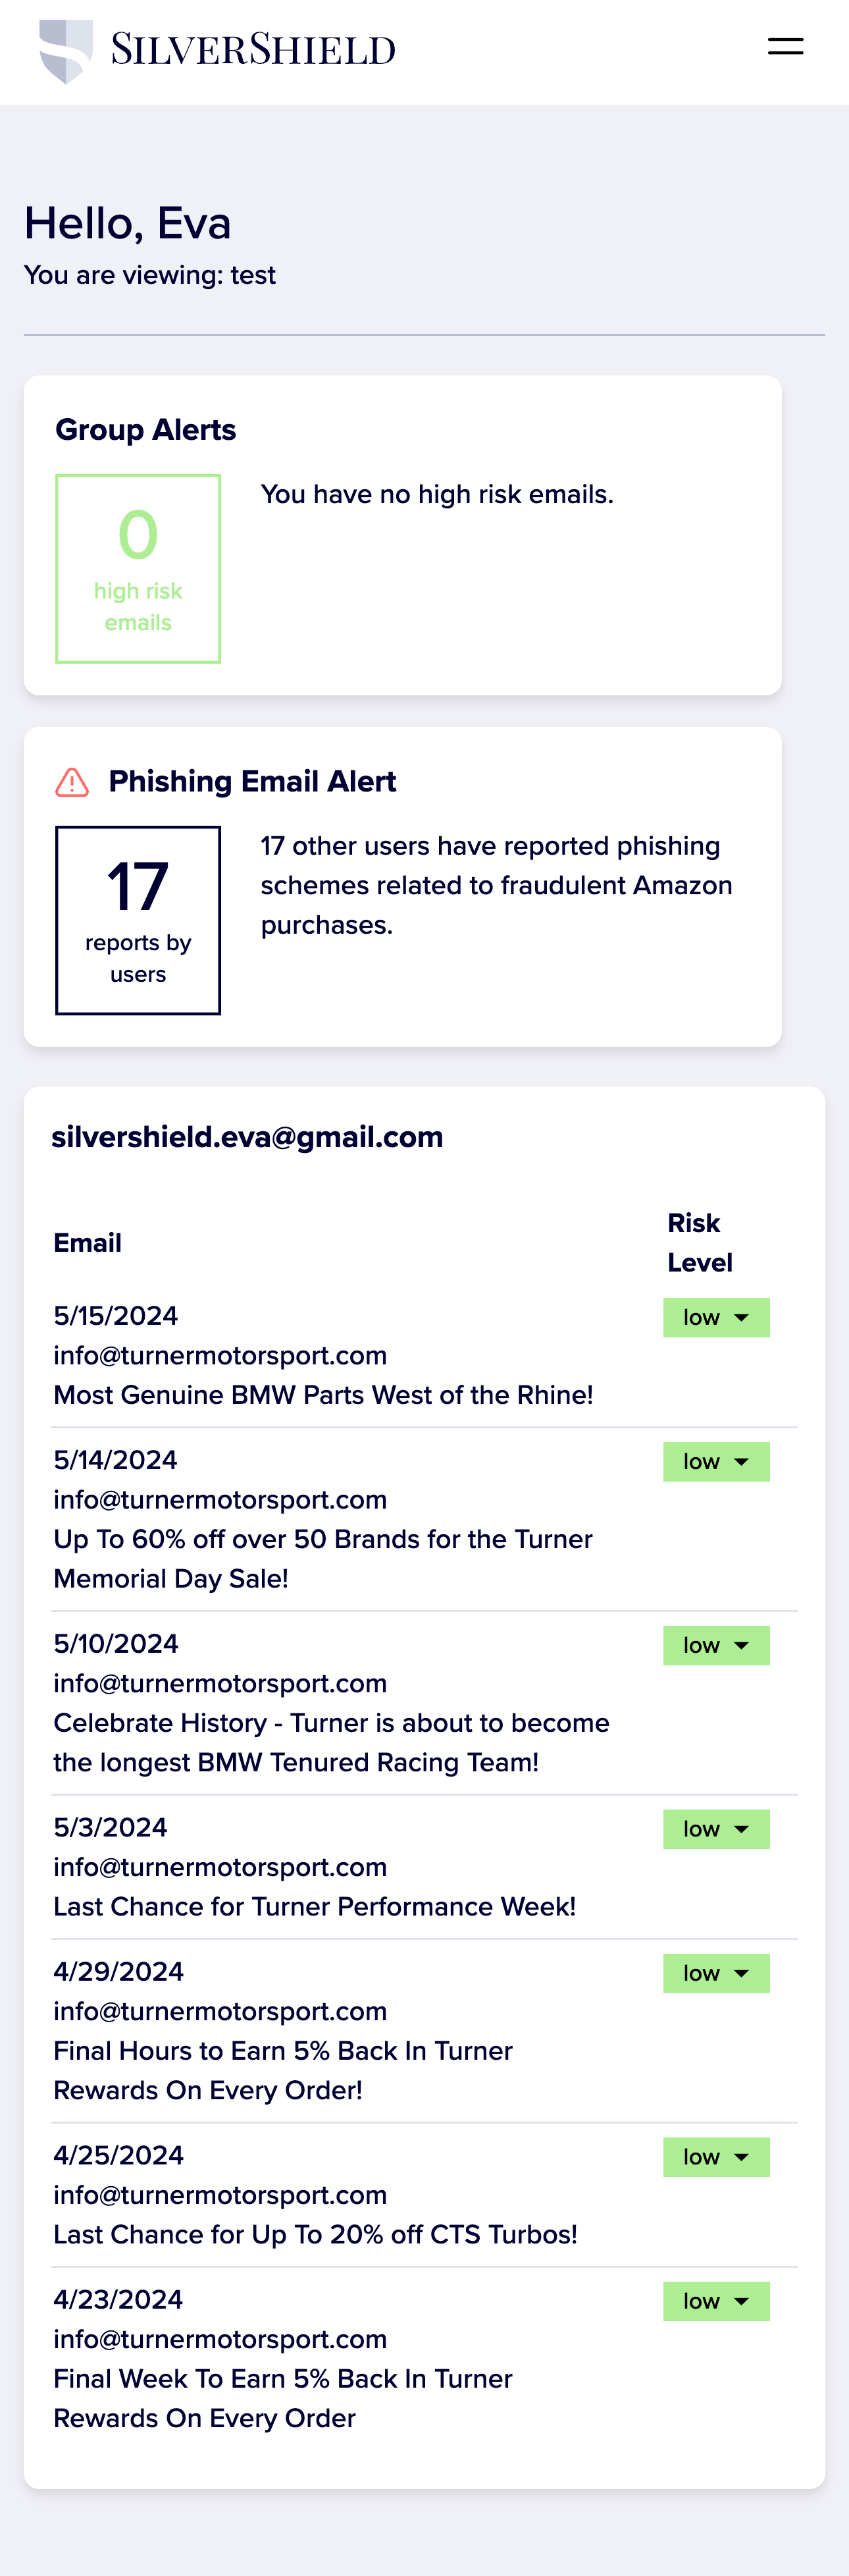 SilverShield
Hello, Eva
You are viewing: test
Group Alerts
0
high risk
emails
You have no high risk emails.
Phishing Email Alert
17
reports by
users
17 other users have reported phishing
schemes related to fraudulent Amazon
purchases.
silvershield.eva@gmail.com
Email
Risk
Level
5/15/2024
low
info@turnermotorsport.com
Most Genuine BMW Parts West of the Rhine!
5/14/2024
low
info@turnermotorsport.com
Up To 60% off over 50 Brands for the Turner
Memorial Day Sale!
5/10/2024
low
info@turnermotorsport.com
Celebrate History - Turner is about to become
the longest BMW Tenured Racing Team!
5/3/2024
low
info@turnermotorsport.com
Last Chance for Turner Performance Week!
4/29/2024
low
info@turnermotorsport.com
Final Hours to Earn 5% Back In Turner
Rewards On Every Order!
4/25/2024
low
info@turnermotorsport.com
Last Chance for Up To 20% off CTS Turbos!
4/23/2024
low
info@turnermotorsport.com
Final Week To Earn 5% Back In Turner
Rewards On Every Order